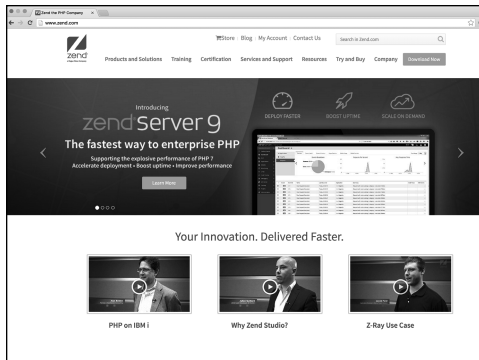 Zend the PHP Company
www.zend.com
Store Blog My Account Contact Us
Search in Zend.com
zend
Products and Solutions Training Certification Services and Support Resources Try and Buy Company Download Now
Introducing
zend server 9
The fastest way to enterprise PHP
Supporting the explosive performance of PHP 7
Accelerate deployment • Boost uptime • Improve performance
Learn More
DEPLOY FASTER BOOST UPTIME SCALE ON DEMAND
Your Innovation. Delivered Faster.
PHP on IBM i Why Zend Studio? Z-Ray Use Case